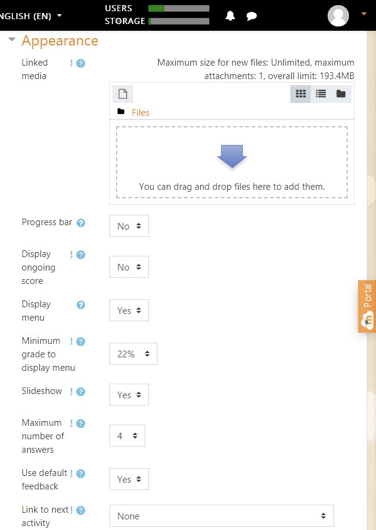 NGLISH (EN)
USERS
STORAGE
Appearance
Linked media
Maximum size for new files: Unlimited, maximum
attachments: 1, overall limit: 193.4MB
Files
You can drag and drop files here to add them.
Progress bar
No
Display ongoing score
No
Display menu
Yes
Minimum grade to display menu
22%
Slideshow
Yes
Maximum number of answers
4
Use default feedback
Yes
Link to next activity
None
Portal